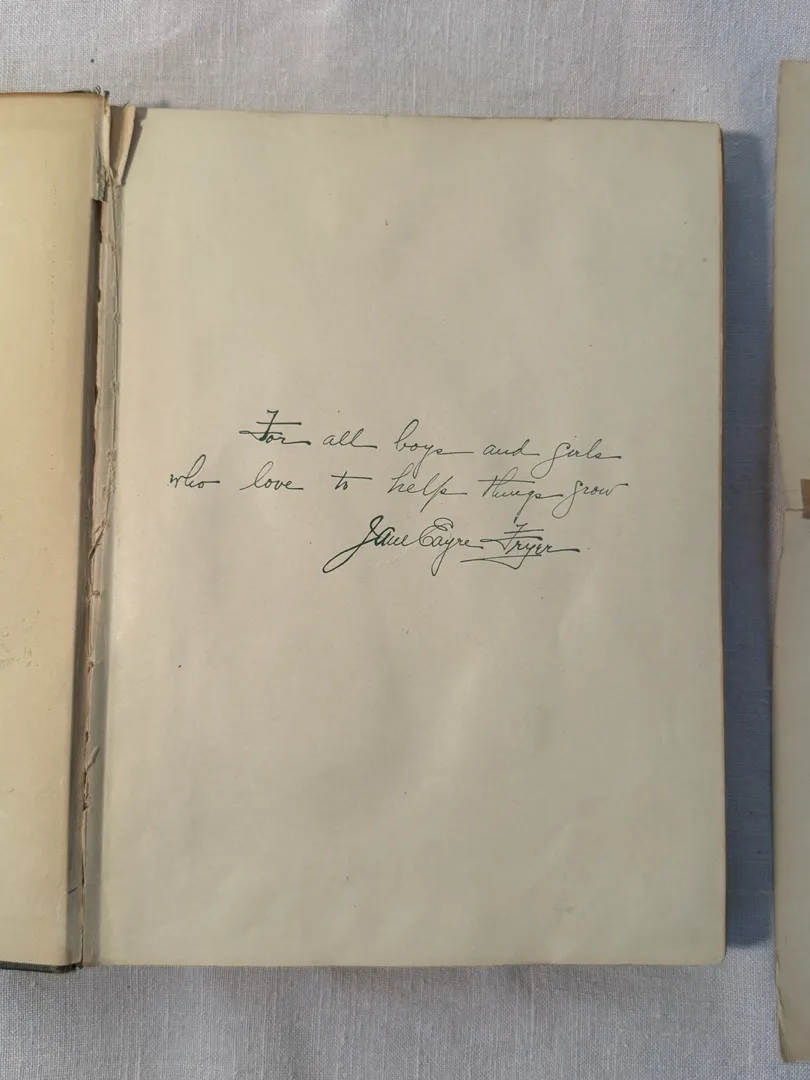 For all boys and girls
who love to help things grow
Jane Eayre Fryer